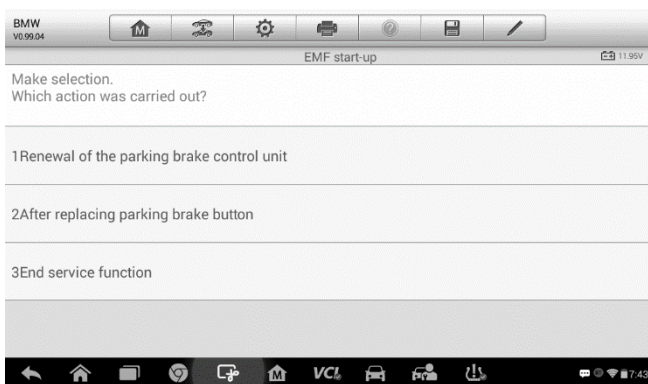 BMW
V0.99.04
M
?
EMF start-up
11.95V
Make selection.
Which action was carried out?
1Renewal of the parking brake control unit
2After replacing parking brake button
3End service function
M
VCI
7:43